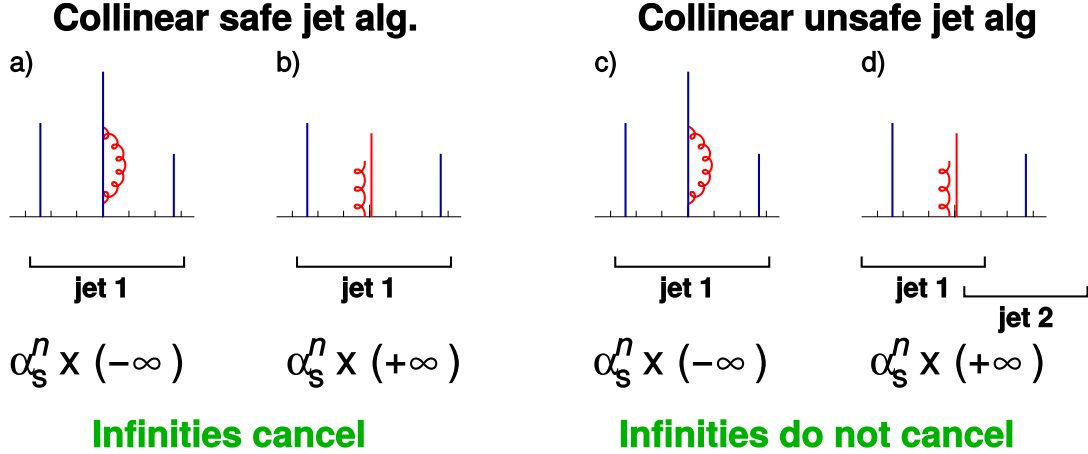 Collinear safe jet alg.
Collinear unsafe jet alg
a)
b)
c)
d)
jet 1
jet 1
jet 1
jet 1
jet 2
αₛⁿ x (−∞)
αₛⁿ x (+∞)
αₛⁿ x (−∞)
αₛⁿ x (+∞)
Infinities cancel
Infinities do not cancel